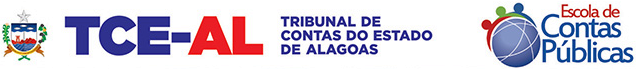 TCE-AL
TRIBUNAL DE
CONTAS DO ESTADO
DE ALAGOAS
Escola de
Contas
Públicas